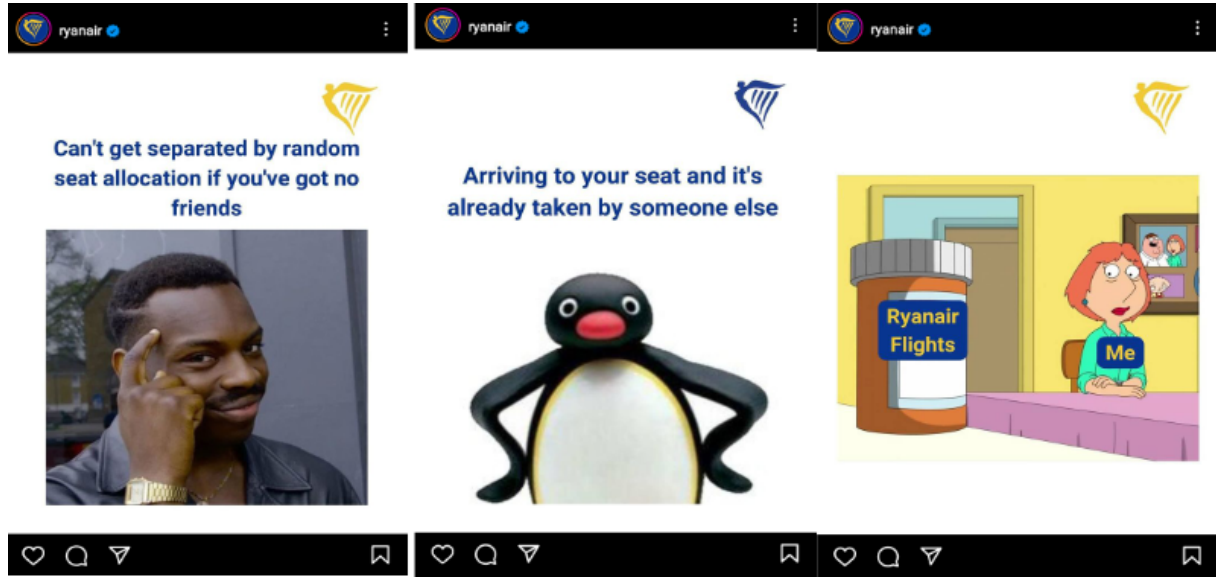 ryanair
Can't get separated by random
seat allocation if you've got no
friends
ryanair
Arriving to your seat and it's
already taken by someone else
ryanair
Ryanair
Flights
Me